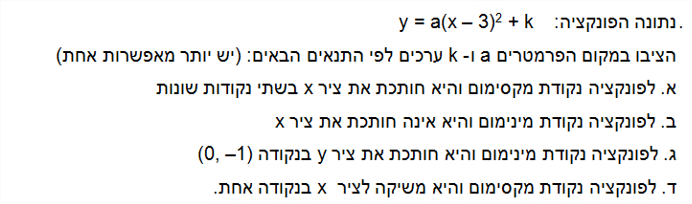 נתונה הפונקציה: y = a(x – 3)² + k.
הציבו במקום הפרמטרים a ו- k ערכים לפי התנאים הבאים: (יש יותר מאפשרות אחת)
א. לפונקציה נקודת מקסימום והיא חותכת את ציר x בשתי נקודות שונות
ב. לפונקציה נקודת מינימום והיא אינה חותכת את ציר x
ג. לפונקציה נקודת מינימום והיא חותכת את ציר y בנקודה (0, –1)
ד. לפונקציה נקודת מקסימום והיא משיקה לציר x בנקודה אחת.